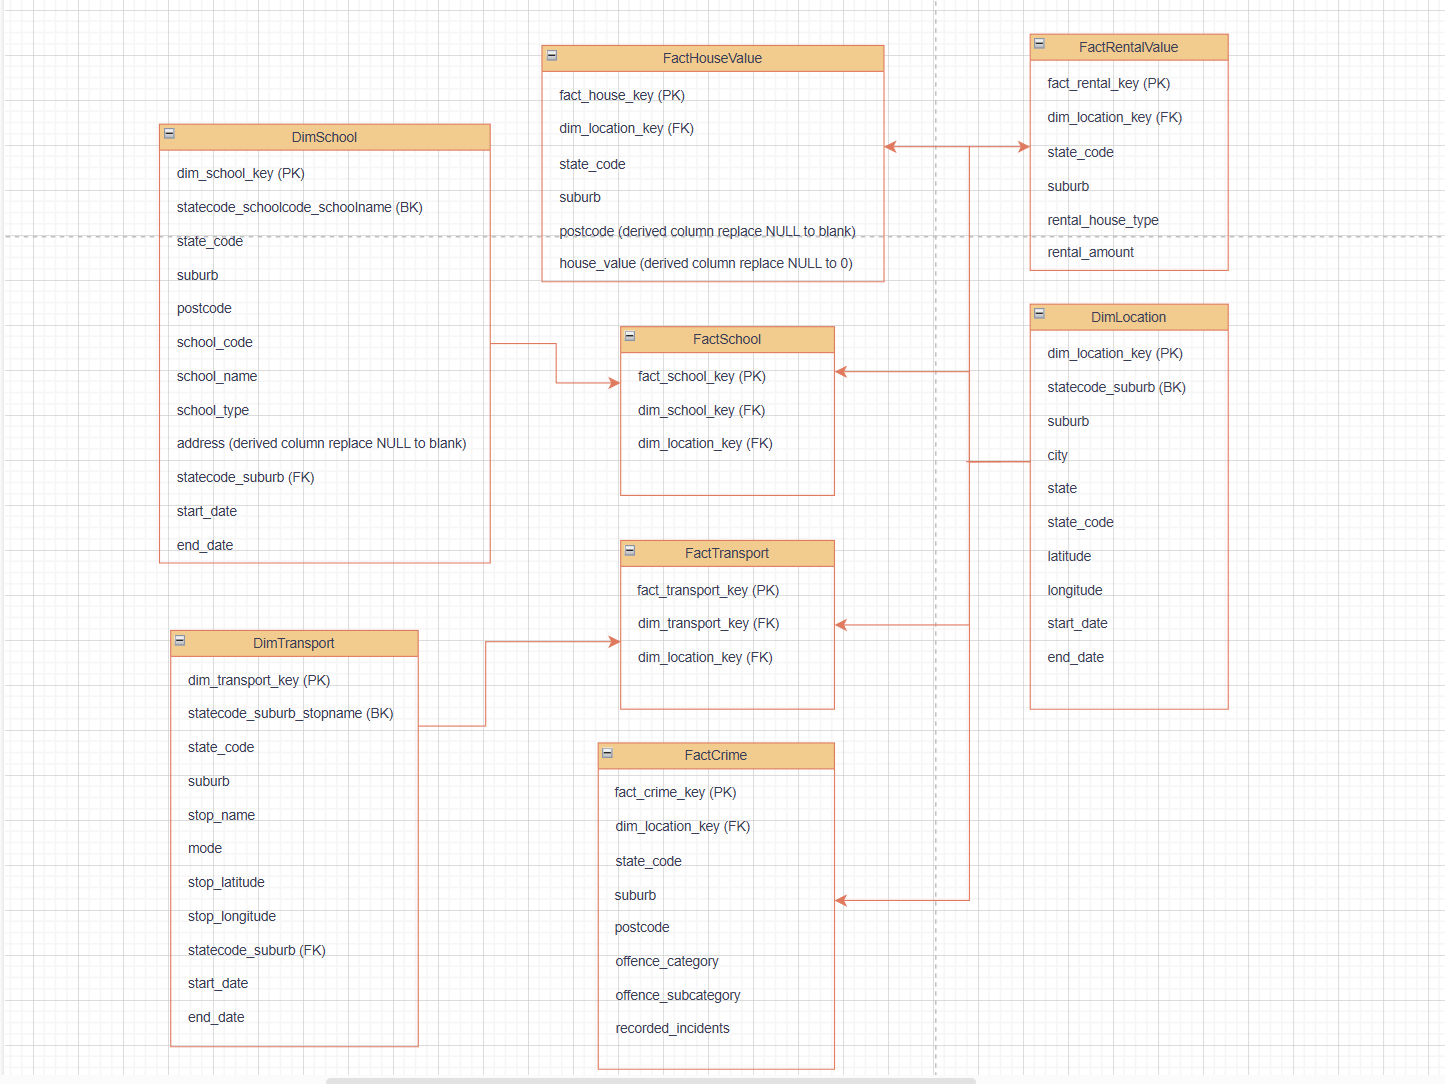 FactHouseValue
fact_house_key (PK)
dim_location_key (FK)
state_code
suburb
postcode (derived column replace NULL to blank)
house_value (derived column replace NULL to 0)
FactRentalValue
fact_rental_key (PK)
dim_location_key (FK)
state_code
suburb
rental_house_type
rental_amount
DimSchool
dim_school_key (PK)
statecode_schoolcode_schoolname (BK)
state_code
suburb
postcode
school_code
school_name
school_type
address (derived column replace NULL to blank)
statecode_suburb (FK)
start_date
end_date
FactSchool
fact_school_key (PK)
dim_school_key (FK)
dim_location_key (FK)
DimLocation
dim_location_key (PK)
statecode_suburb (BK)
suburb
city
state
state_code
latitude
longitude
start_date
end_date
FactTransport
fact_transport_key (PK)
dim_transport_key (FK)
dim_location_key (FK)
DimTransport
dim_transport_key (PK)
statecode_suburb_stopname (BK)
state_code
suburb
stop_name
mode
stop_latitude
stop_longitude
statecode_suburb (FK)
start_date
end_date
FactCrime
fact_crime_key (PK)
dim_location_key (FK)
state_code
suburb
postcode
offence_category
offence_subcategory
recorded_incidents